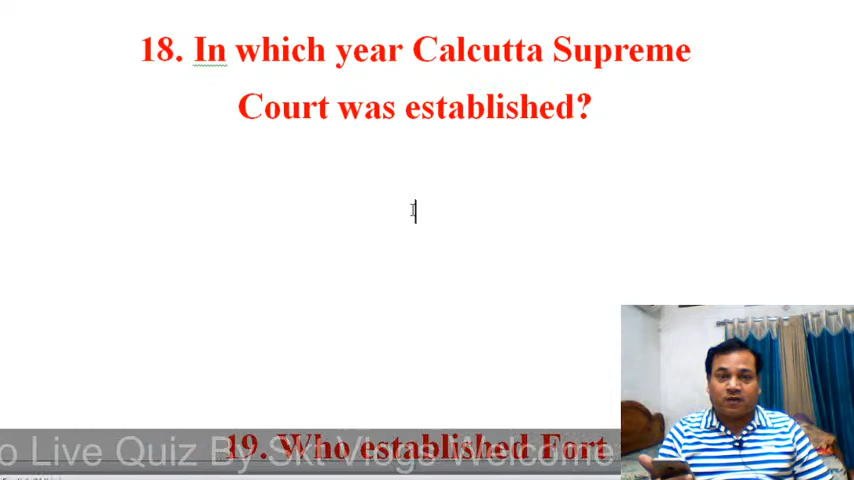 18. In which year Calcutta Supreme
Court was established?
19. Who established Fort
o Live Quiz By Skt Vlogs Welcome